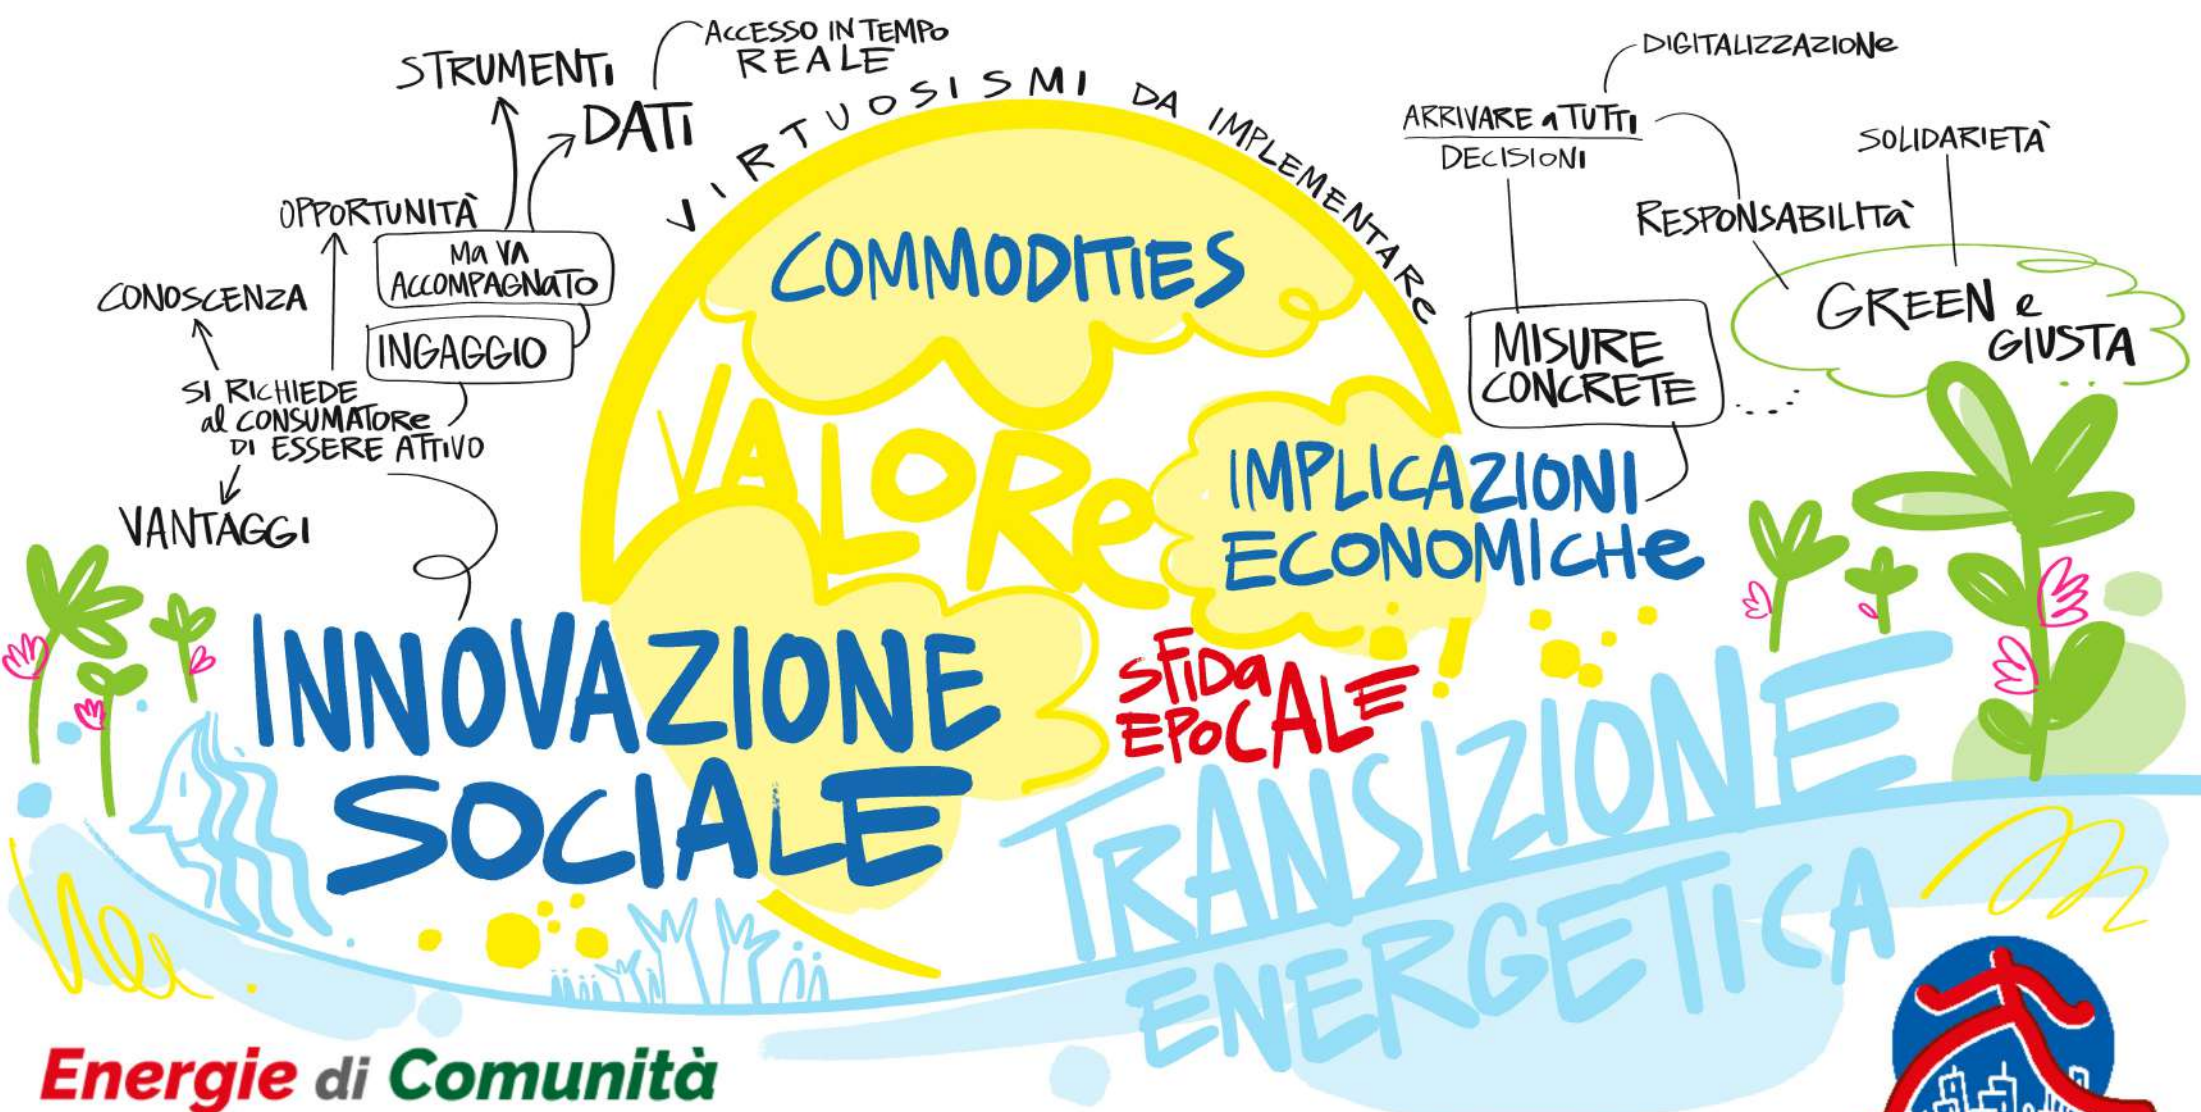 STRUMENTI
DATI
ACCESSO IN TEMPO
REALE
OPPORTUNITÀ
Ma VA
ACCOMPAGNaTO
CONOSCENZA
INGAGGIO
SI RICHIEDE
al CONSUMATORe
DI ESSERE ATTIVO
VANTAGGI
VIRTUOSISMI DA IMPLEMENTARe
COMMODITIES
VALORe
IMPLICAZIONI
ECONOMICHe
DIGITALIZZAZIONe
ARRIVARE a TUTTI
DECISIONI
SOLIDARIETÀ
RESPONSABILITà
GREEN e
GIUSTA
MISURE
CONCRETE
INNOVAZIONE
SOCIALE
SFIDa
EPOCALE
TRANSIZIONE
ENERGETICA
Energie di Comunità